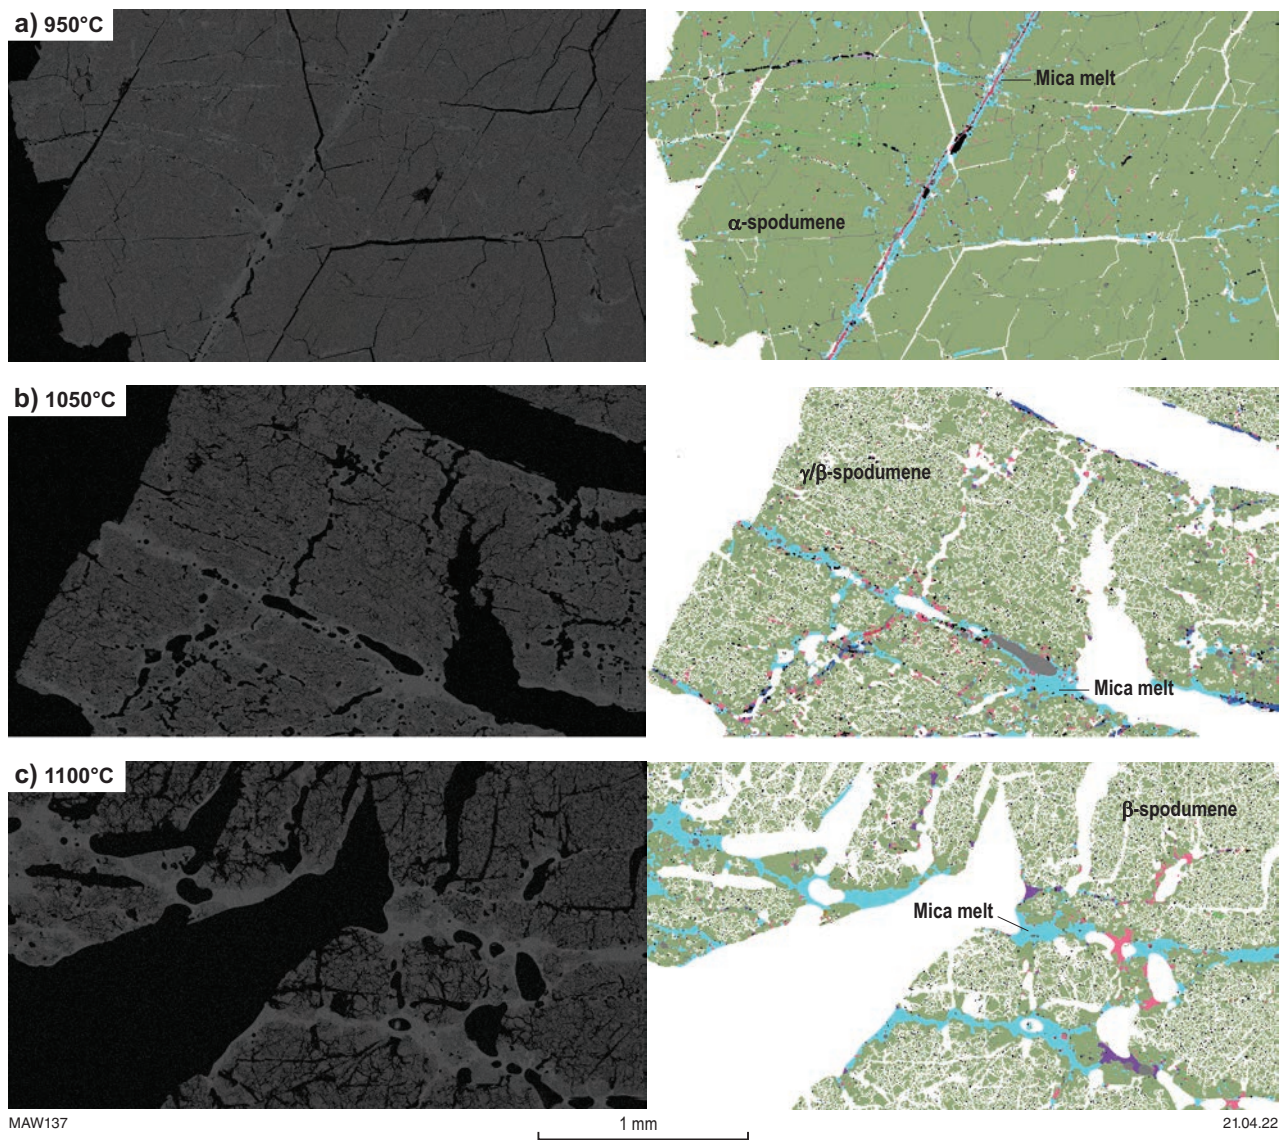 a) 950°C
Mica melt
α-spodumene
b) 1050°C
γ/β-spodumene
Mica melt
c) 1100°C
β-spodumene
Mica melt
MAW137
1 mm
21.04.22